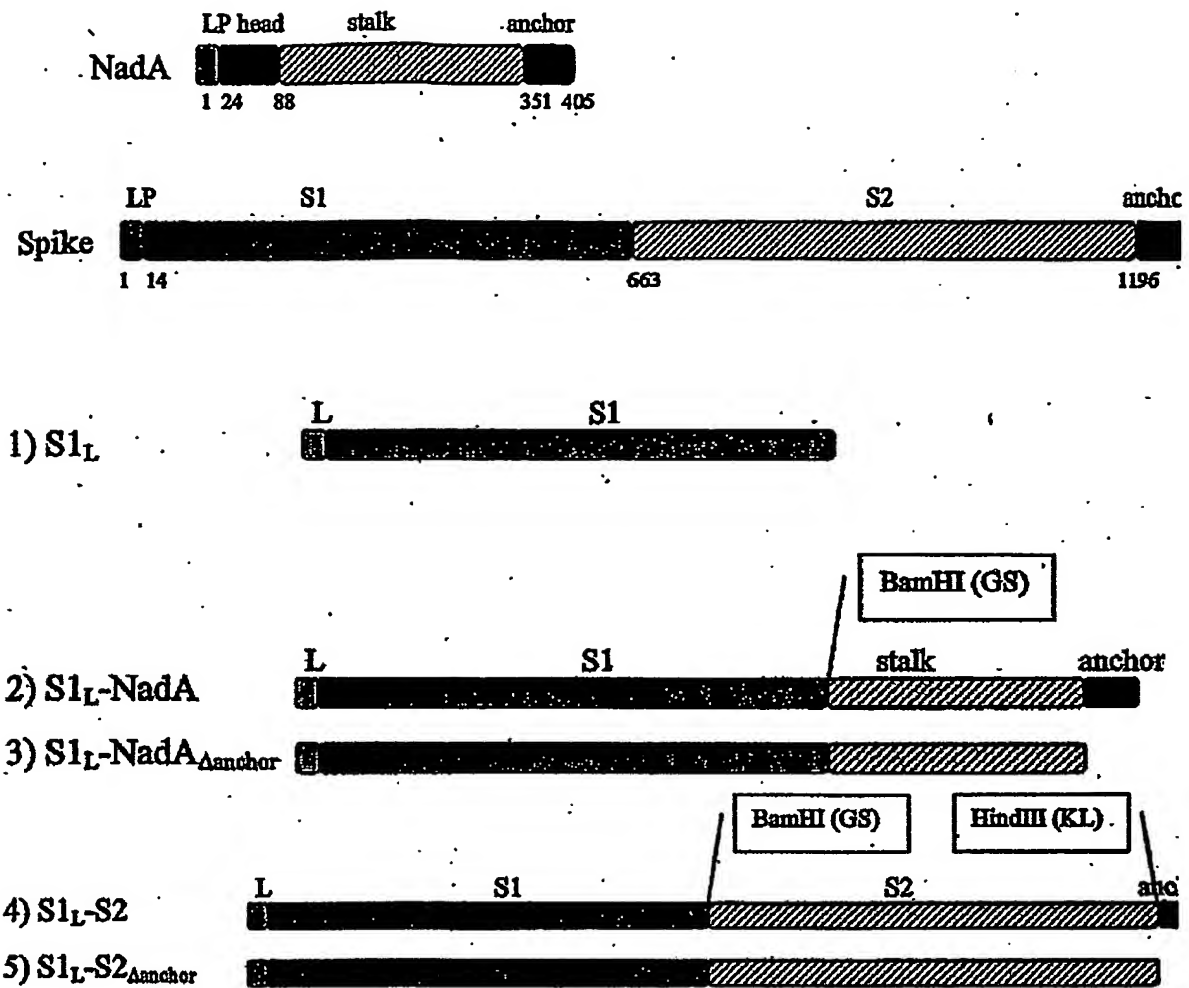 LP head stalk anchor
NadA
1 24 88 351 405
LP S1 S2 anchc
Spike
1 14 663 1196
L S1
1) S1L
BamHI (GS)
L S1 stalk anchor
2) S1L-NadA
3) S1L-NadAΔanchor
BamHI (GS) HindIII (KL)
L S1 S2 anc
4) S1L-S2
5) S1L-S2Δanchor